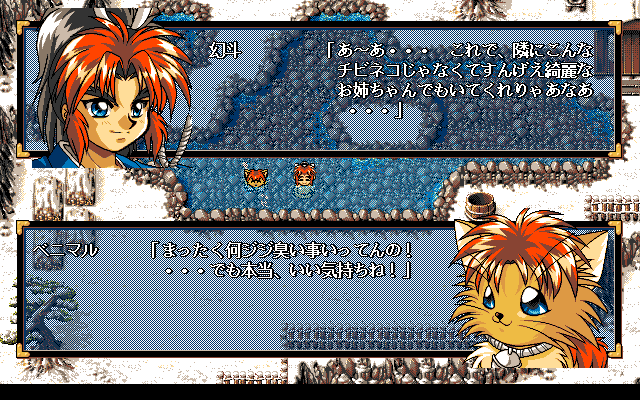 幻斗 「あ～あ・・・　これで、隣にこんな
チビネコじゃなくてすんげえ綺麗な
お姉ちゃんでもいてくれりゃあなあ
・・・」
ベニマル 「まったく何ジジ臭い事いってんの！
・・・でも本当、いい気持ちね！」